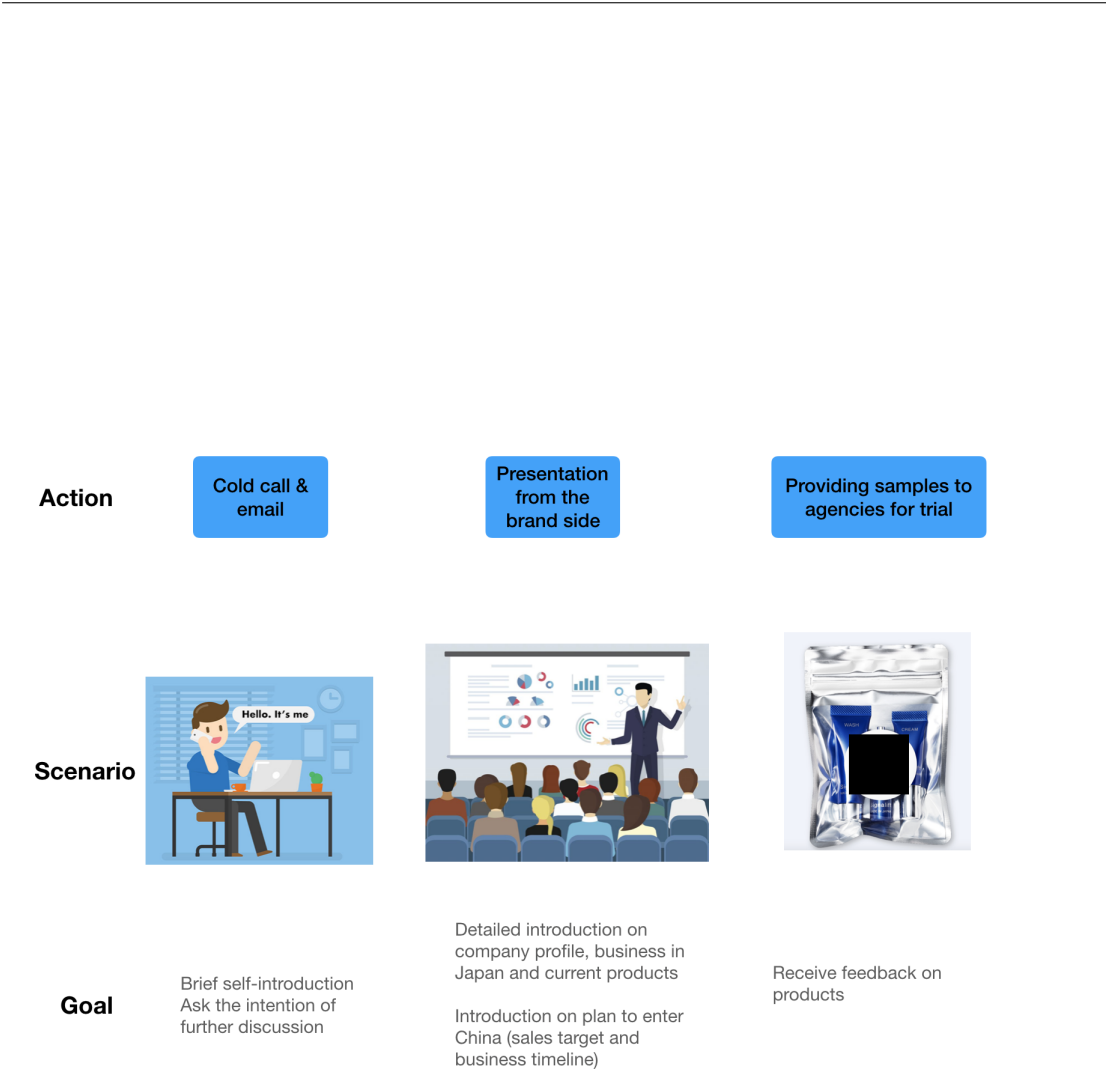 Action
Cold call &
email
Presentation
from the
brand side
Providing samples to
agencies for trial
Scenario
Hello. It's me
WASH
CREAM
Goal
Brief self-introduction
Ask the intention of
further discussion
Detailed introduction on
company profile, business in
Japan and current products
Introduction on plan to enter
China (sales target and
business timeline)
Receive feedback on
products